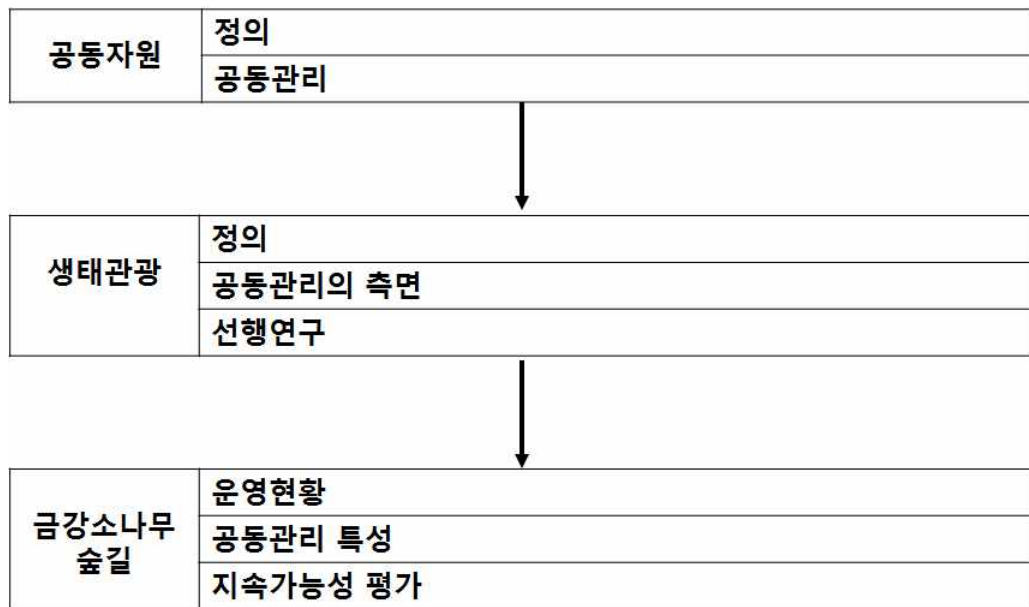 공동자원
정의
공동관리
생태관광
정의
공동관리의 측면
선행연구
금강소나무
숲길
운영현황
공동관리 특성
지속가능성 평가